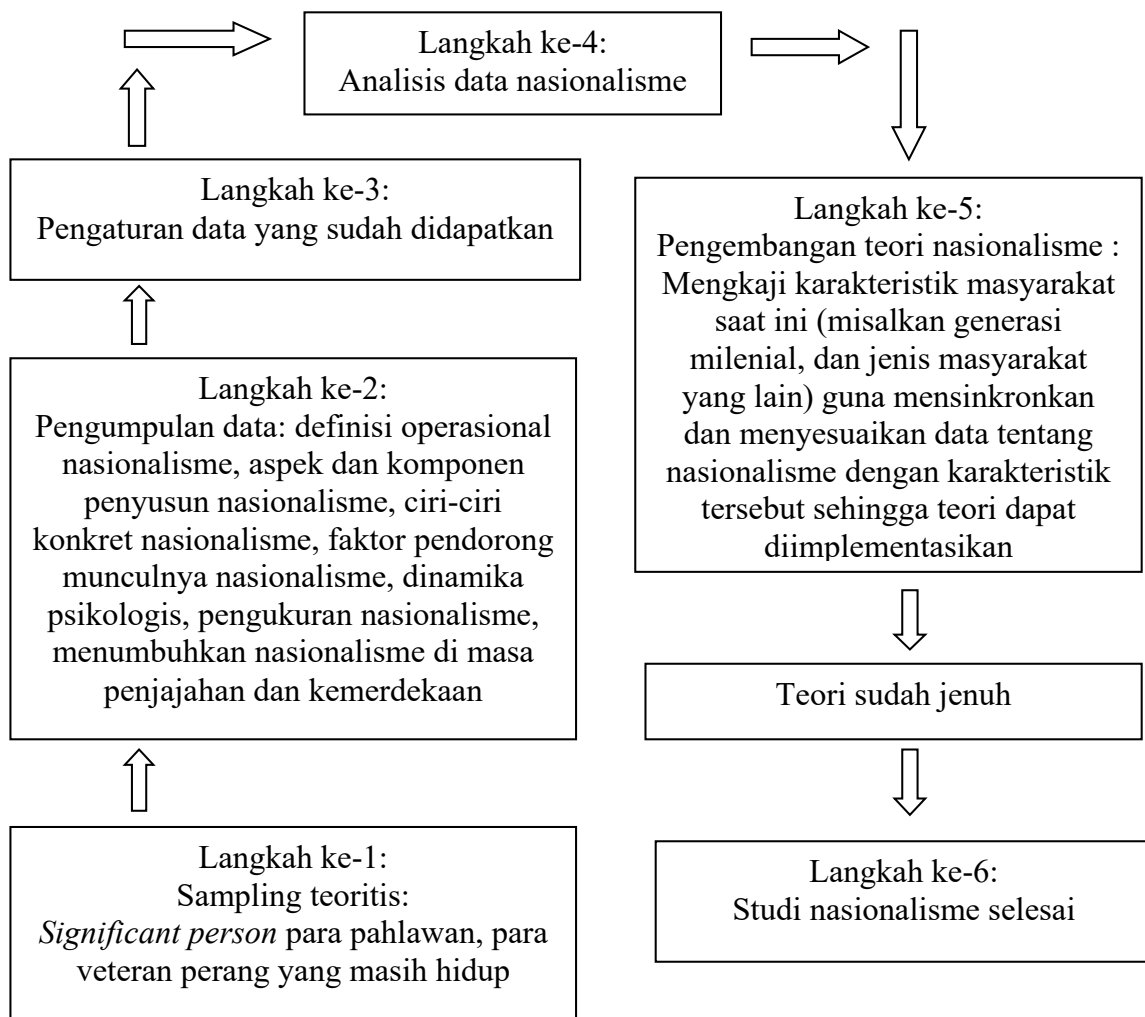 Langkah ke-4:
Analisis data nasionalisme
Langkah ke-3:
Pengaturan data yang sudah didapatkan
Langkah ke-5:
Pengembangan teori nasionalisme :
Mengkaji karakteristik masyarakat
saat ini (misalkan generasi
milenial, dan jenis masyarakat
yang lain) guna mensinkronkan
dan menyesuaikan data tentang
nasionalisme dengan karakteristik
tersebut sehingga teori dapat
diimplementasikan
Langkah ke-2:
Pengumpulan data: definisi operasional
nasionalisme, aspek dan komponen
penyusun nasionalisme, ciri-ciri
konkret nasionalisme, faktor pendorong
munculnya nasionalisme, dinamika
psikologis, pengukuran nasionalisme,
menumbuhkan nasionalisme di masa
penjajahan dan kemerdekaan
Teori sudah jenuh
Langkah ke-1:
Sampling teoritis:
Significant person para pahlawan, para
veteran perang yang masih hidup
Langkah ke-6:
Studi nasionalisme selesai